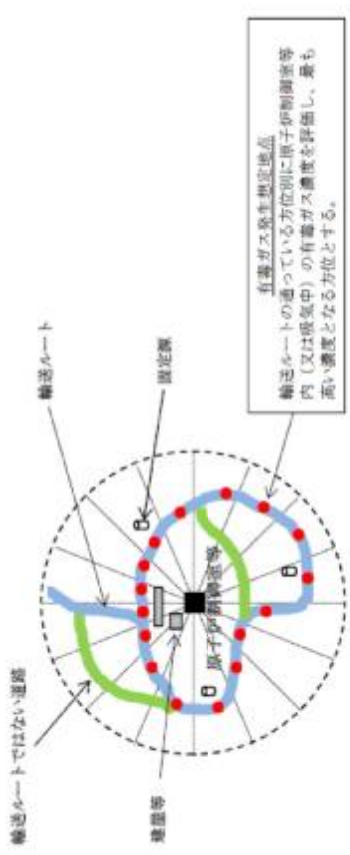 輸送ルートではない道路
輸送ルート
固定源
建屋等
原子炉制御室等
有毒ガス発生想定地点
輸送ルートの通っている方位別に原子炉制御室等
内（又は吸気中）の有毒ガス濃度を評価し、最も
高い濃度となる方位とする。